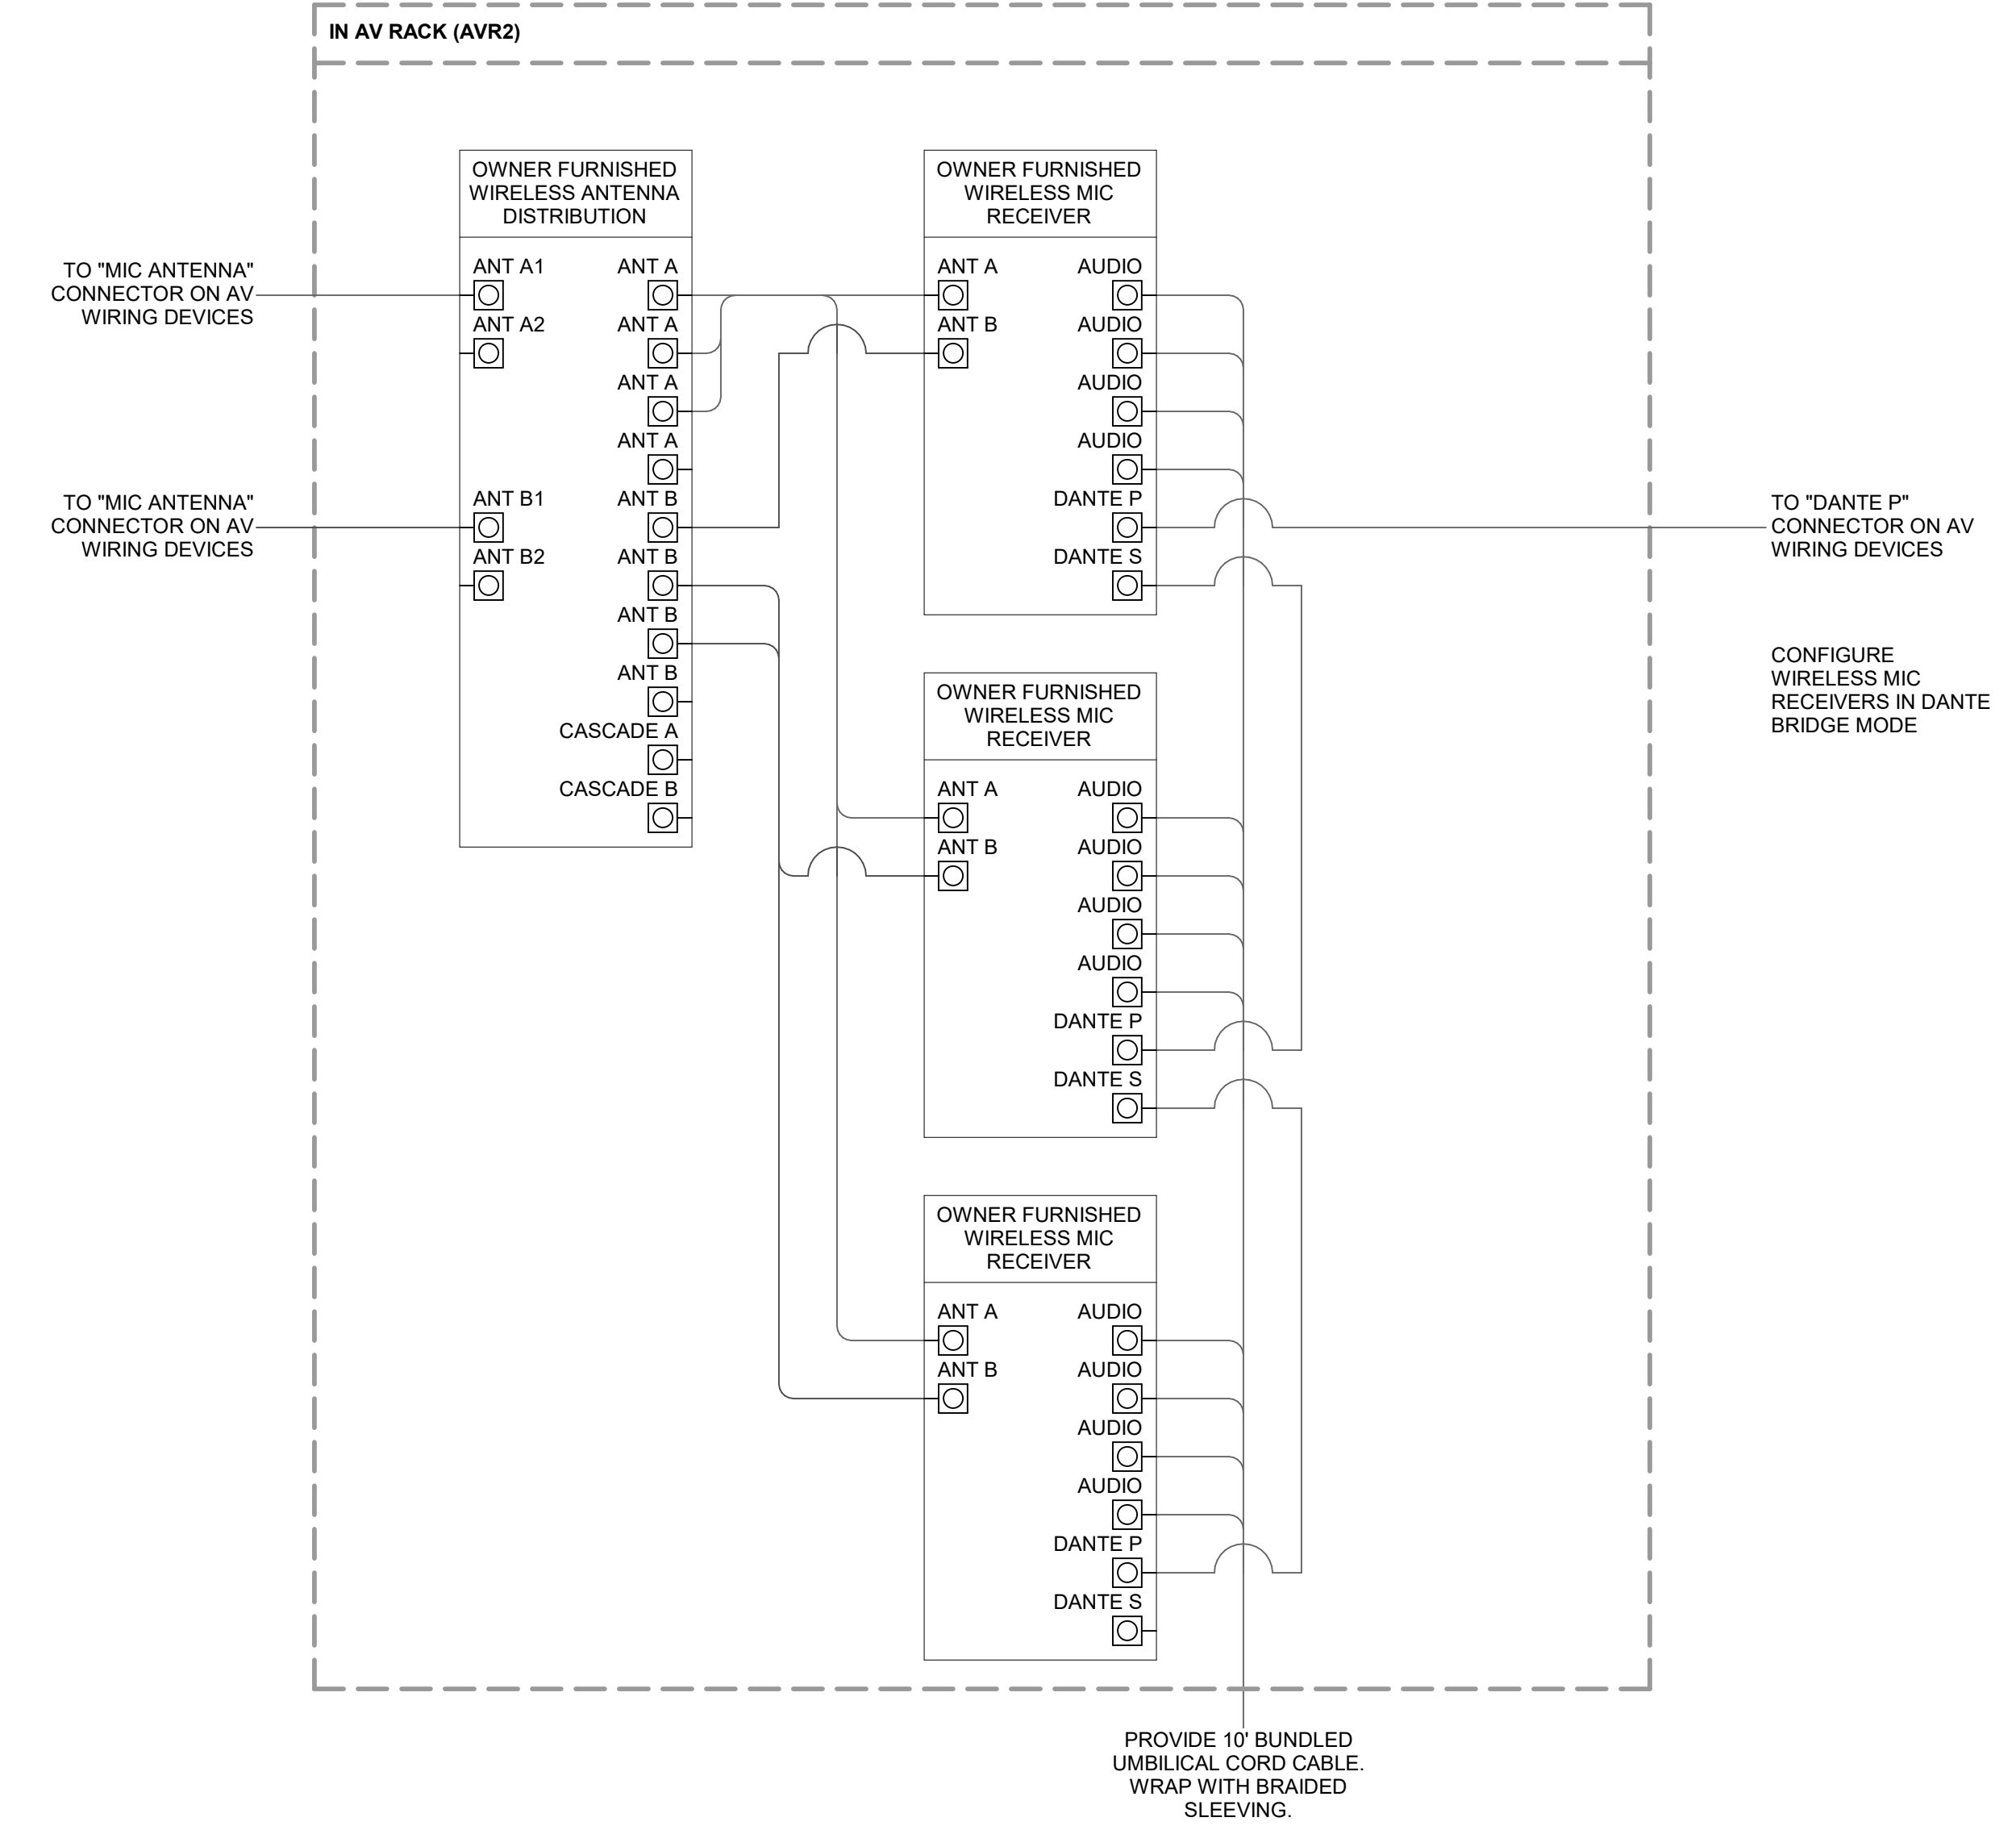 IN AV RACK (AVR2)
TO "MIC ANTENNA"
CONNECTOR ON AV
WIRING DEVICES
TO "MIC ANTENNA"
CONNECTOR ON AV
WIRING DEVICES
OWNER FURNISHED
WIRELESS ANTENNA
DISTRIBUTION
ANT A1
ANT A2
ANT B1
ANT B2
ANT A
ANT A
ANT A
ANT A
ANT B
ANT B
ANT B
ANT B
CASCADE A
CASCADE B
OWNER FURNISHED
WIRELESS MIC
RECEIVER
ANT A
ANT B
AUDIO
AUDIO
AUDIO
AUDIO
DANTE P
DANTE S
OWNER FURNISHED
WIRELESS MIC
RECEIVER
ANT A
ANT B
AUDIO
AUDIO
AUDIO
AUDIO
DANTE P
DANTE S
OWNER FURNISHED
WIRELESS MIC
RECEIVER
ANT A
ANT B
AUDIO
AUDIO
AUDIO
AUDIO
DANTE P
DANTE S
TO "DANTE P"
CONNECTOR ON AV
WIRING DEVICES
CONFIGURE
WIRELESS MIC
RECEIVERS IN DANTE
BRIDGE MODE
PROVIDE 10' BUNDLED
UMBILICAL CORD CABLE.
WRAP WITH BRAIDED
SLEEVING.